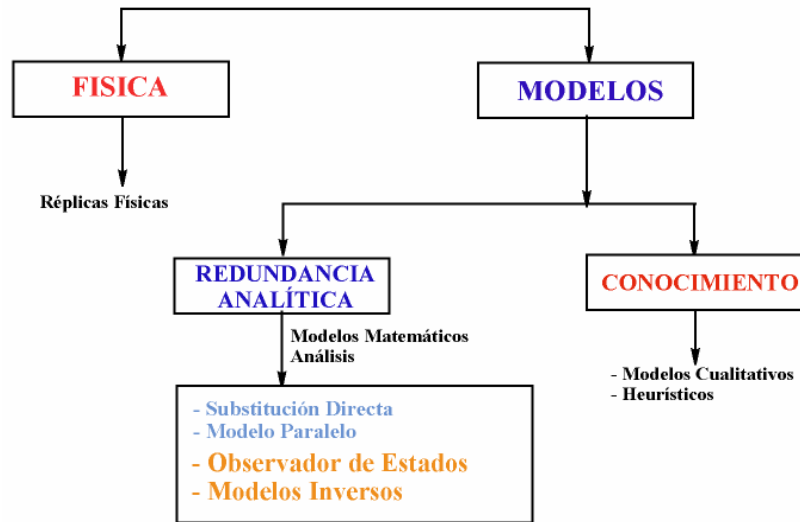 FISICA
MODELOS
Réplicas Físicas
REDUNDANCIA
ANALÍTICA
CONOCIMIENTO
Modelos Matemáticos
Análisis
- Modelos Cualitativos
- Heurísticos
- Substitución Directa
- Modelo Paralelo
- Observador de Estados
- Modelos Inversos